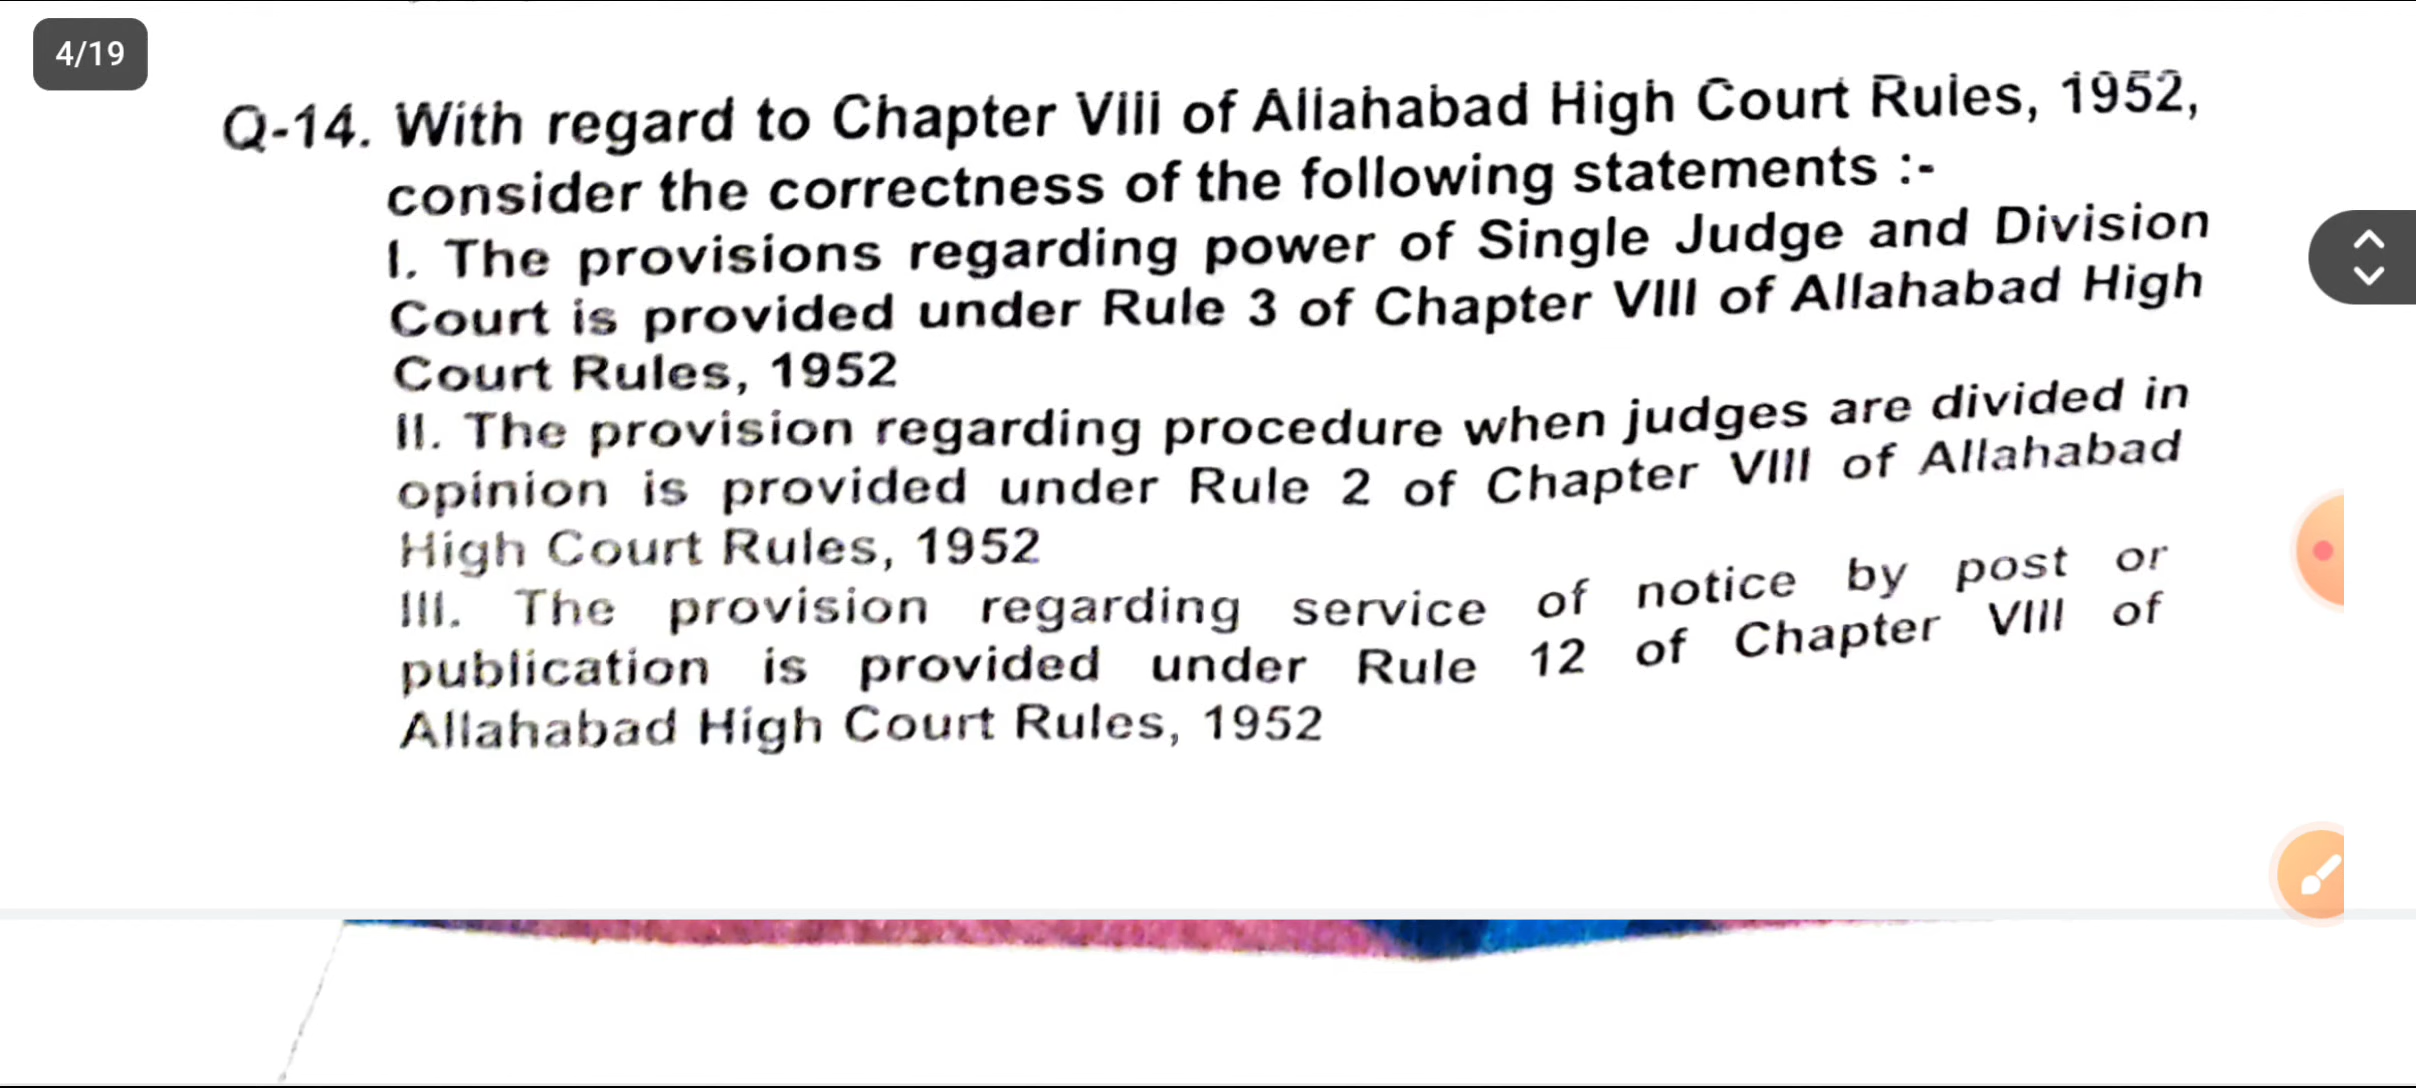 4/19
Q-14. With regard to Chapter VIII of Allahabad High Court Rules, 1952,
consider the correctness of the following statements :-
I. The provisions regarding power of Single Judge and Division
Court is provided under Rule 3 of Chapter VIII of Allahabad High
Court Rules, 1952
II. The provision regarding procedure when judges are divided in
opinion is provided under Rule 2 of Chapter VIII of Allahabad
High Court Rules, 1952
III. The provision regarding service of notice by post or
publication is provided under Rule 12 of Chapter VIII of
Allahabad High Court Rules, 1952